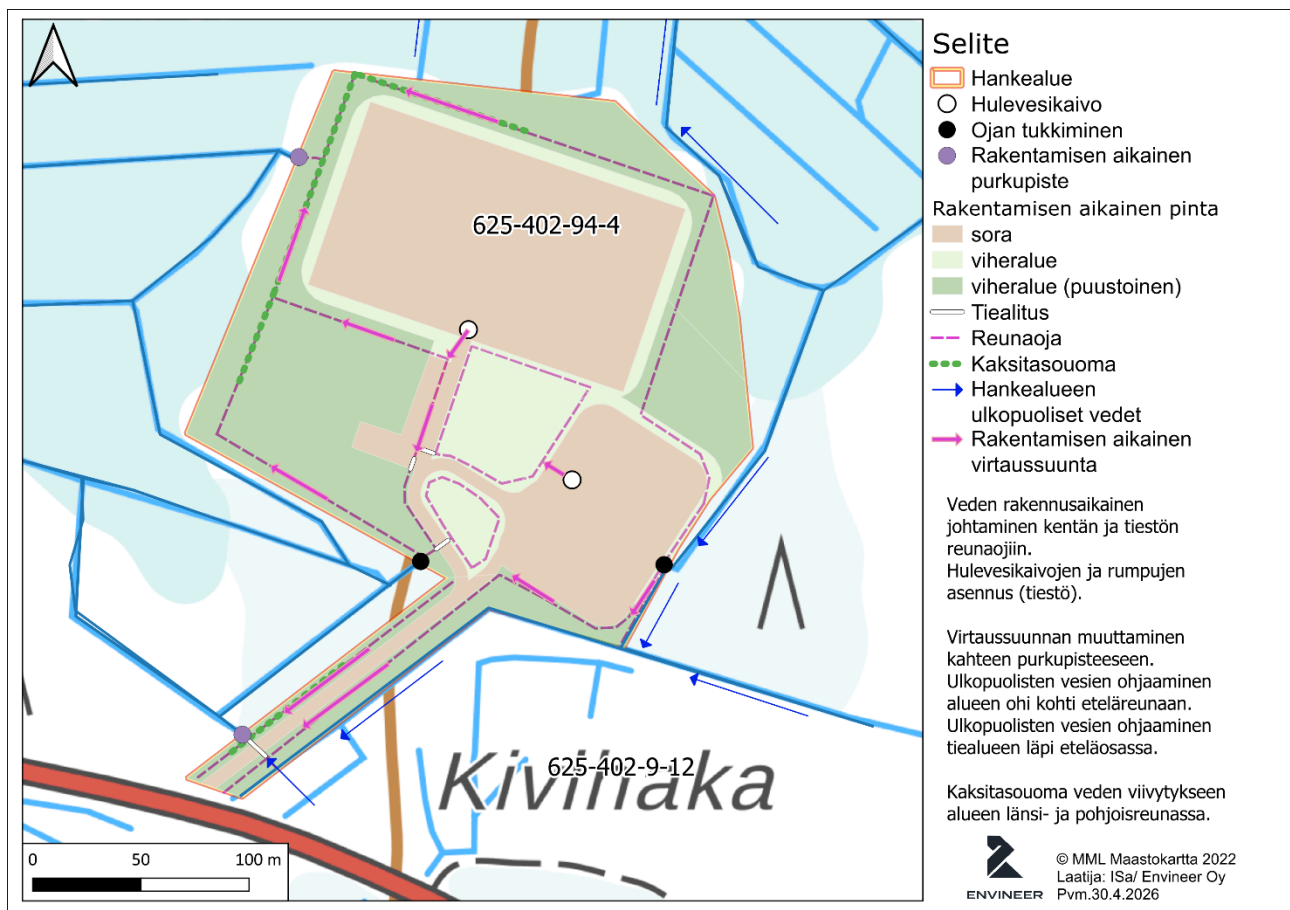 625-402-94-4
625-402-9-12
Kivihaka
0 50 100 m
Selite
Hankealue
Hulevesikaivo
Ojan tukkiminen
Rakentamisen aikainen
purkupiste
Rakentamisen aikainen pinta
sora
viheralue
viheralue (puustoinen)
Tiealitus
Reunaoja
Kaksitasouoma
Hankealueen
ulkopuoliset vedet
Rakentamisen aikainen
virtaussuunta
Veden rakennusaikainen
johtaminen kentän ja tiestön
reunaojiin.
Hulevesikaivojen ja rumpujen
asennus (tiestö).
Virtaussuunnan muuttaminen
kahteen purkupisteeseen.
Ulkopuolisten vesien ohjaaminen
alueen ohi kohti eteläreunaan.
Ulkopuolisten vesien ohjaaminen
tiealueen läpi eteläosassa.
Kaksitasouoma veden viivytykseen
alueen länsi- ja pohjoisreunassa.
ENVINEER
© MML Maastokartta 2022
Laatija: ISa/ Envineer Oy
Pvm.30.4.2026